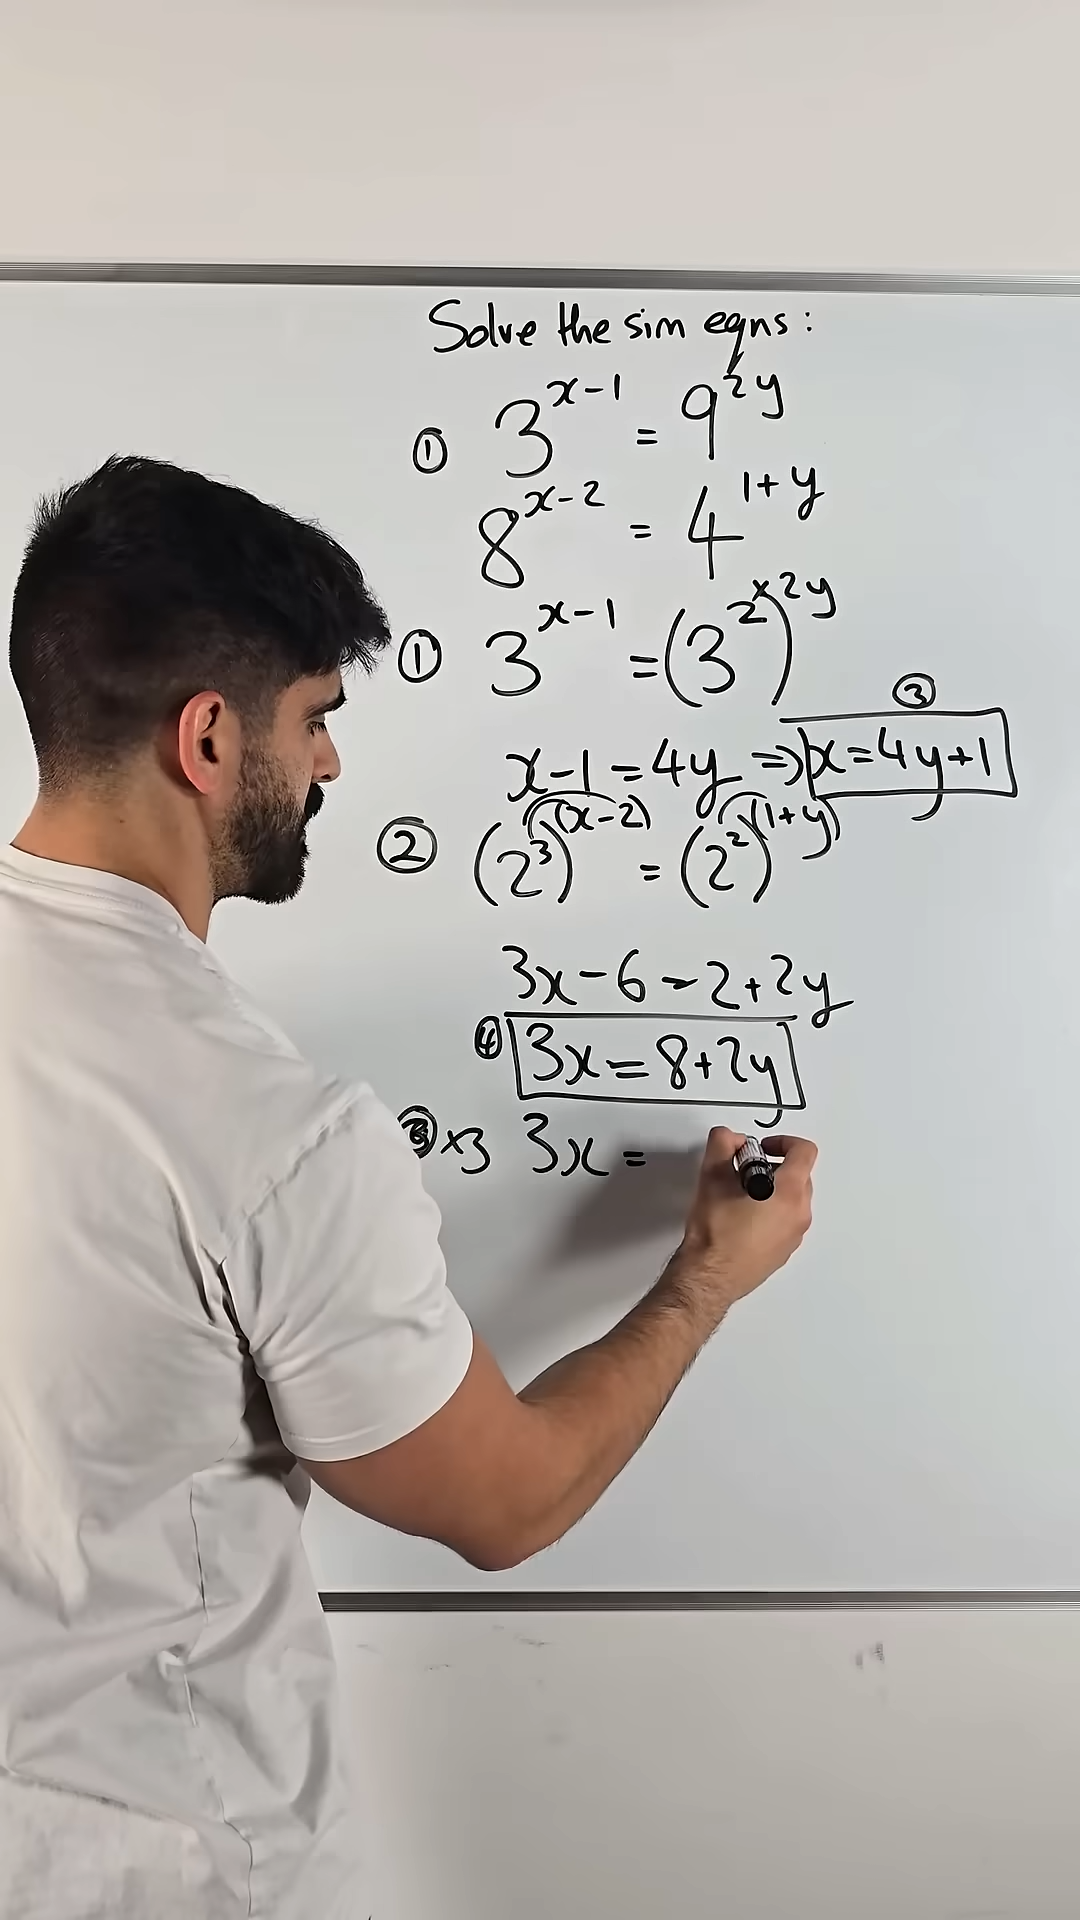 Solve the sim eqns:
① 3^(x-1) = 9^(2y)
8^(x-2) = 4^(1+y)
① 3^(x-1) = (3^2)^(×2y)
③
x-1=4y ⇒ x=4y+1
② (2^3)^(x-2) = (2^2)^(1+y)
3x-6=2+2y
④ 3x=8+2y
③×3 3x=